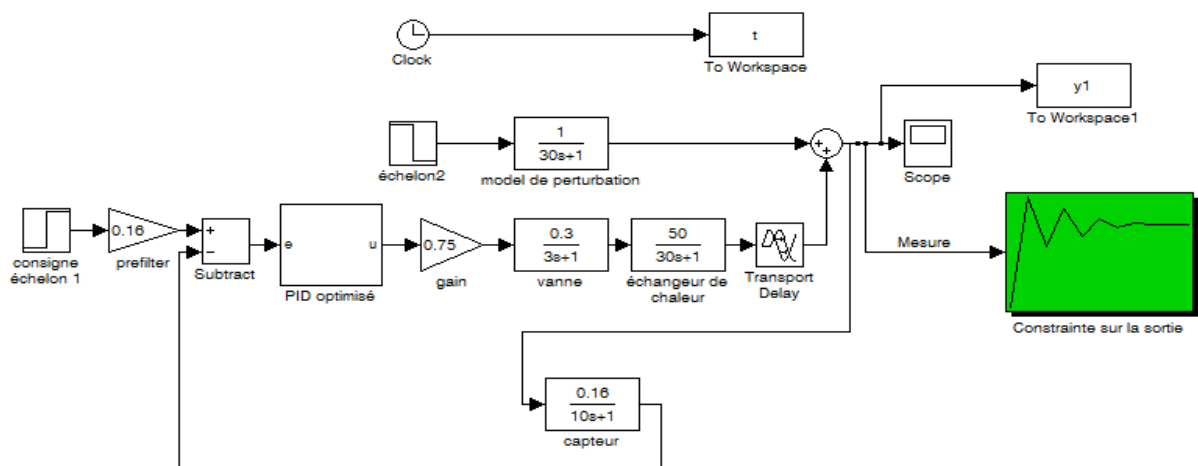 t
Clock
To Workspace
y1
To Workspace1
échelon2
1
30s+1
model de perturbation
Scope
consigne
échelon 1
0.16
prefilter
+
−
Subtract
e
u
PID optimisé
0.75
gain
0.3
3s+1
vanne
50
30s+1
échangeur de
chaleur
Transport
Delay
+
+
Mesure
Constrainte sur la sortie
0.16
10s+1
capteur